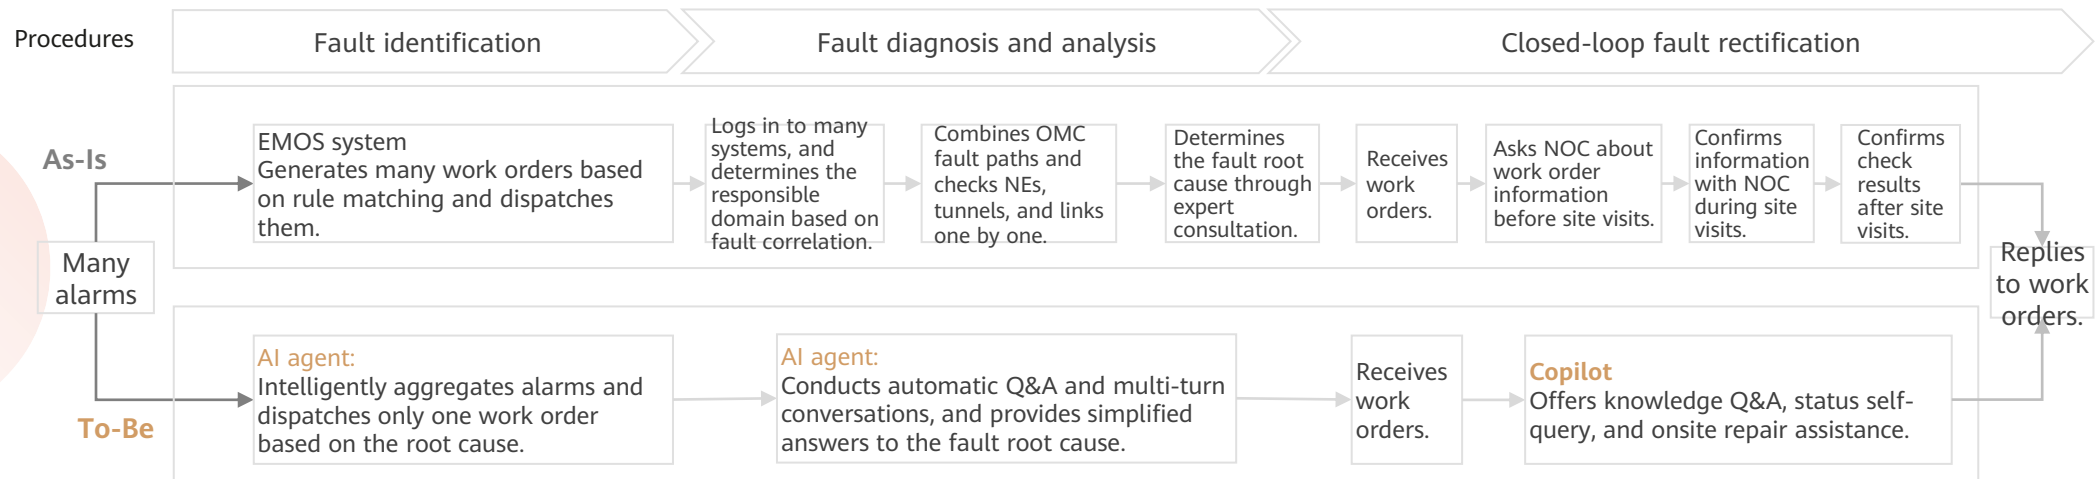 Procedures
Fault identification
Fault diagnosis and analysis
Closed-loop fault rectification
As-Is
EMOS system
Generates many work orders based
on rule matching and dispatches
them.
Logs in to many
systems, and
determines the
responsible
domain based on
fault correlation.
Combines OMC
fault paths and
checks NEs,
tunnels, and links
one by one.
Determines
the fault root
cause through
expert
consultation.
Receives
work
orders.
Asks NOC about
work order
information
before site visits.
Confirms
information
with NOC
during site
visits.
Confirms
check
results
after site
visits.
Many
alarms
Replies
to work
orders.
To-Be
AI agent:
Intelligently aggregates alarms and
dispatches only one work order
based on the root cause.
AI agent:
Conducts automatic Q&A and multi-turn
conversations, and provides simplified
answers to the fault root cause.
Receives
work
orders.
Copilot
Offers knowledge Q&A, status self-
query, and onsite repair assistance.